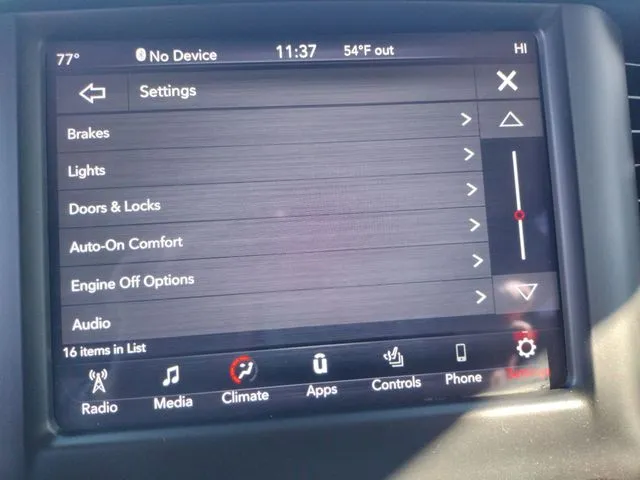 77° No Device 11:37 54°F out HI
Settings
Brakes
Lights
Doors & Locks
Auto-On Comfort
Engine Off Options
Audio
16 items in List
Radio Media Climate Apps Controls Phone